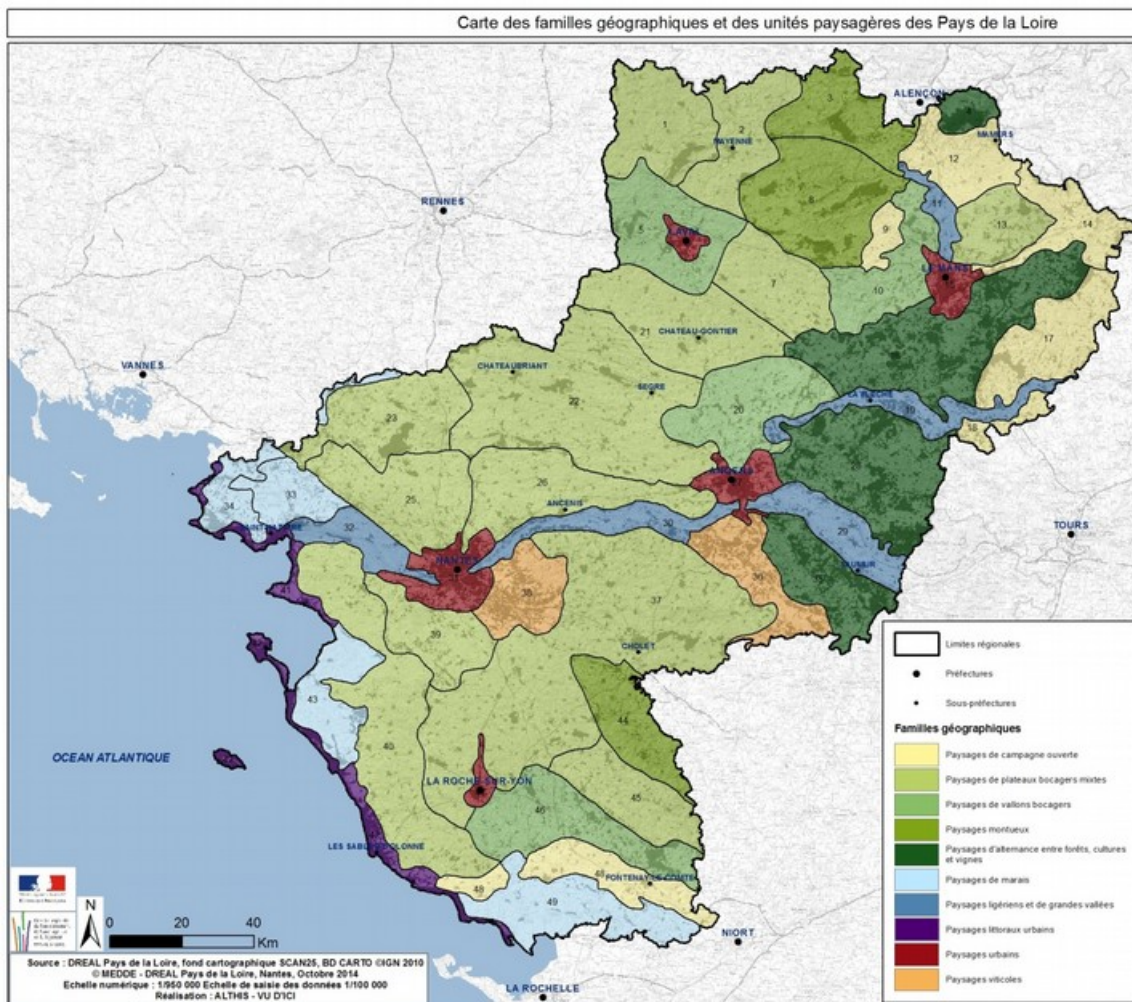 Carte des familles géographiques et des unités paysagères des Pays de la Loire
ALENÇON
MAMERS
1
2
3
MAYENNE
12
RENNES
11
13
14
9
5
LAVAL
LE MANS
7
10
21
CHATEAU-GONTIER
17
VANNES
CHATEAUBRIANT
SEGRE
22
20
LA FLECHE
19
23
18
ANGERS
25
26
33
34
ANCENIS
32
30
29
TOURS
NANTES
SAUMUR
41
37
39
CHOLET
43
44
OCEAN ATLANTIQUE
LA ROCHE-SUR-YON
45
46
LES SABLES D'OLONNE
48
48
FONTENAY-LE-COMTE
49
NIORT
LA ROCHELLE
Limites régionales
Préfectures
Sous-préfectures
Familles géographiques
Paysages de campagne ouverte
Paysages de plateaux bocagers mixtes
Paysages de vallons bocagers
Paysages montueux
Paysages d'alternance entre forêts, cultures
et vignes
Paysages de marais
Paysages ligériens et de grandes vallées
Paysages littoraux urbains
Paysages urbains
Paysages viticoles
N
0 20 40
Km
Source : DREAL Pays de la Loire, fond cartographique SCAN25, BD CARTO ©IGN 2010
© MEDDE - DREAL Pays de la Loire, Nantes, Octobre 2014
Echelle numérique : 1/950 000 Echelle de saisie des données 1/100 000
Réalisation : ALTHIS - VU D'ICI